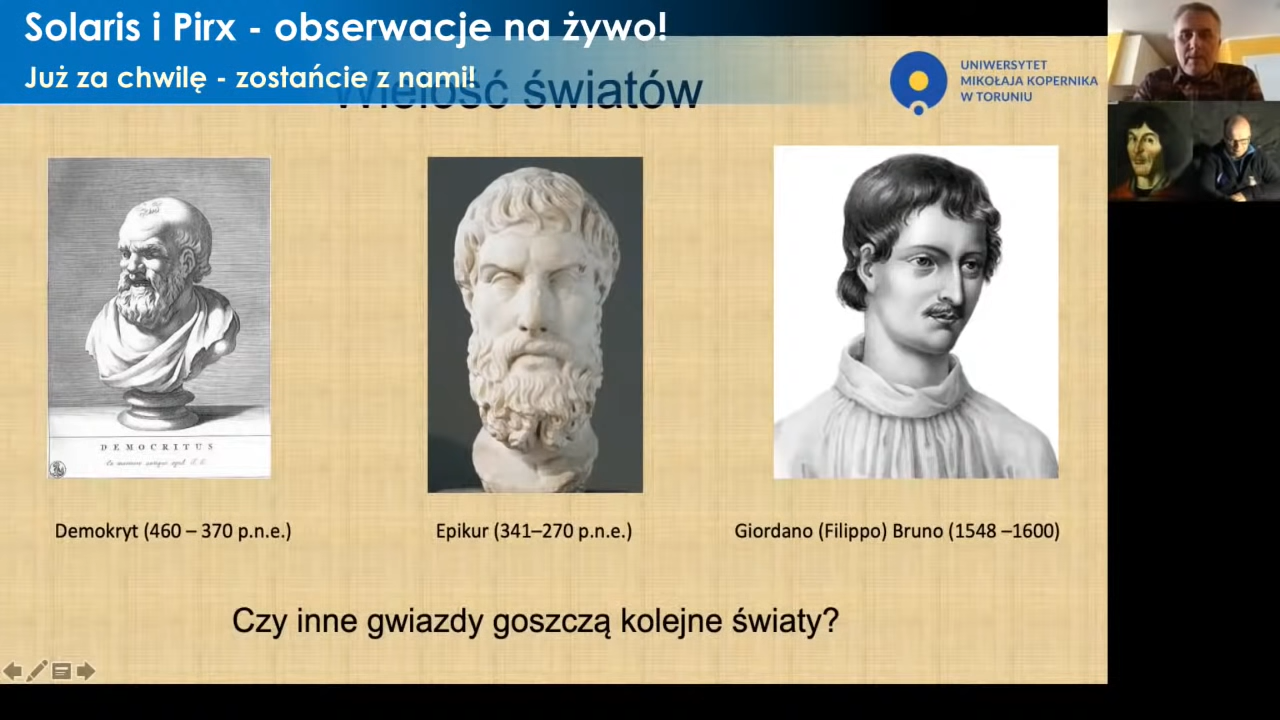 Solaris i Pirx - obserwacje na żywo!
Już za chwilę - zostańcie z nami!
Wielość światów
UNIWERSYTET
MIKOŁAJA KOPERNIKA
W TORUNIU
DEMOCRITUS
Demokryt (460 – 370 p.n.e.)
Epikur (341–270 p.n.e.)
Giordano (Filippo) Bruno (1548 –1600)
Czy inne gwiazdy goszczą kolejne światy?